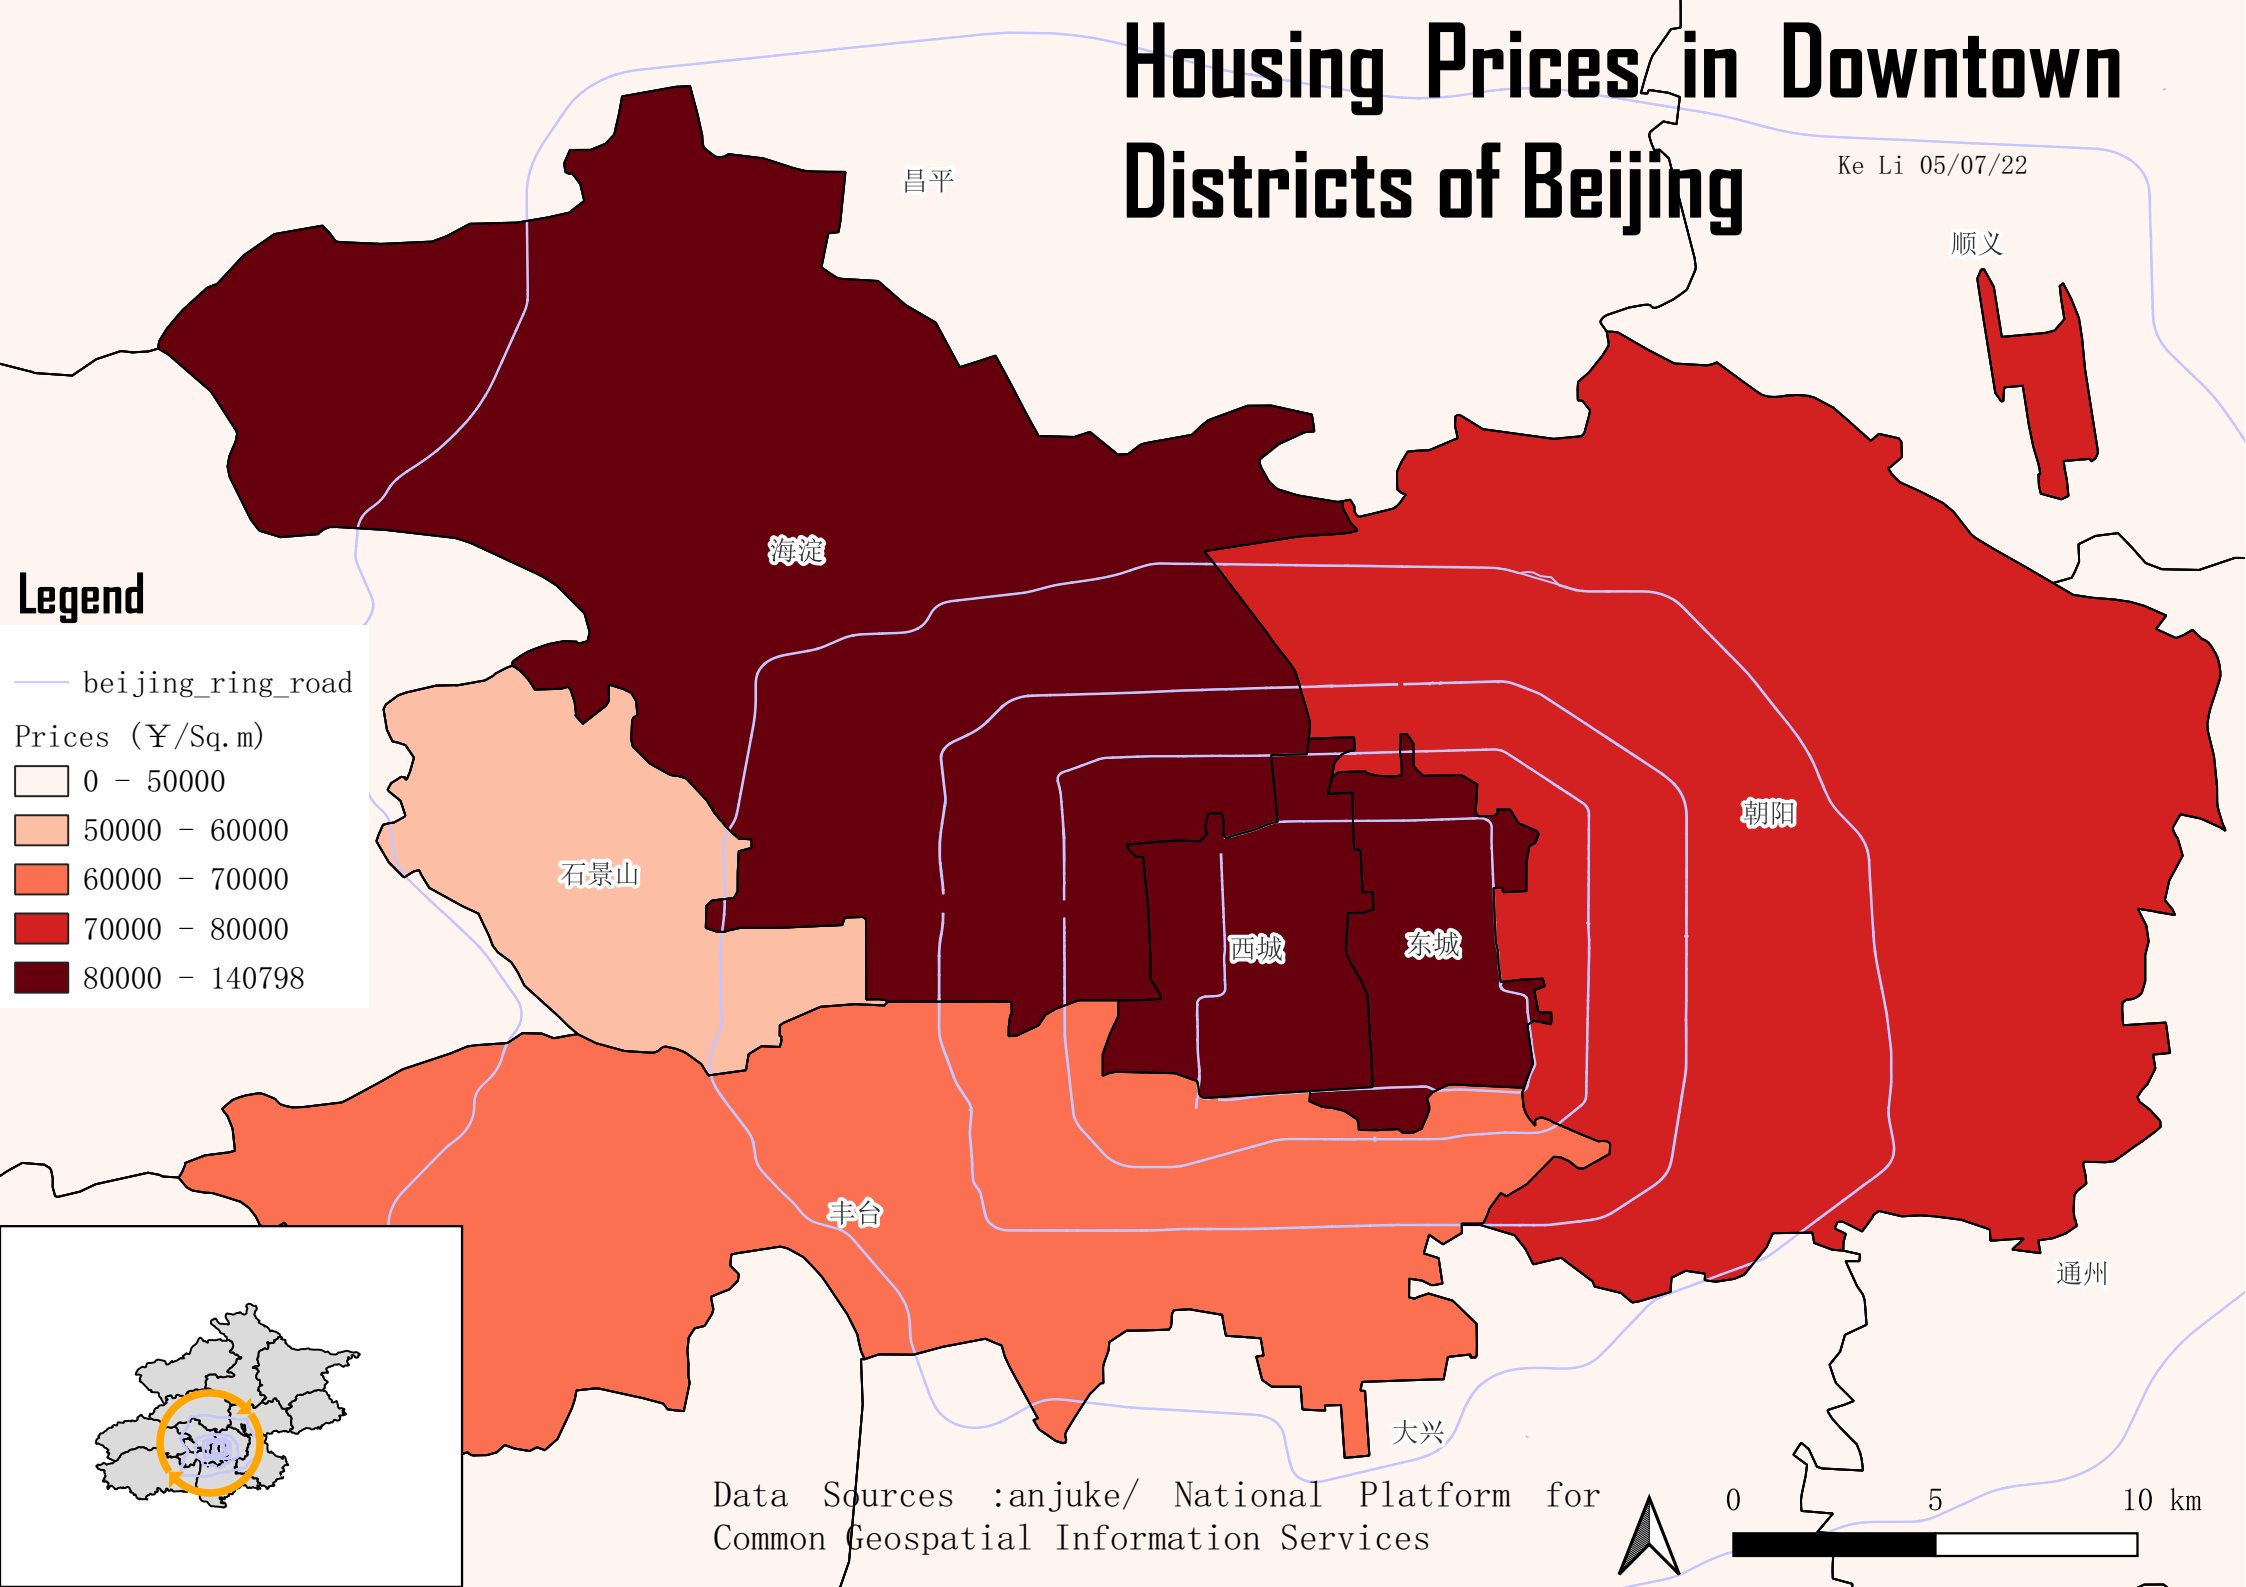 Housing Prices in Downtown
Districts of Beijing
Ke Li 05/07/22
昌平
顺义
海淀
Legend
beijing_ring_road
Prices (¥/Sq.m)
0 - 50000
50000 - 60000
60000 - 70000
70000 - 80000
80000 - 140798
朝阳
石景山
西城
东城
丰台
通州
大兴
Data Sources :anjuke/ National Platform for
Common Geospatial Information Services
0 5 10 km